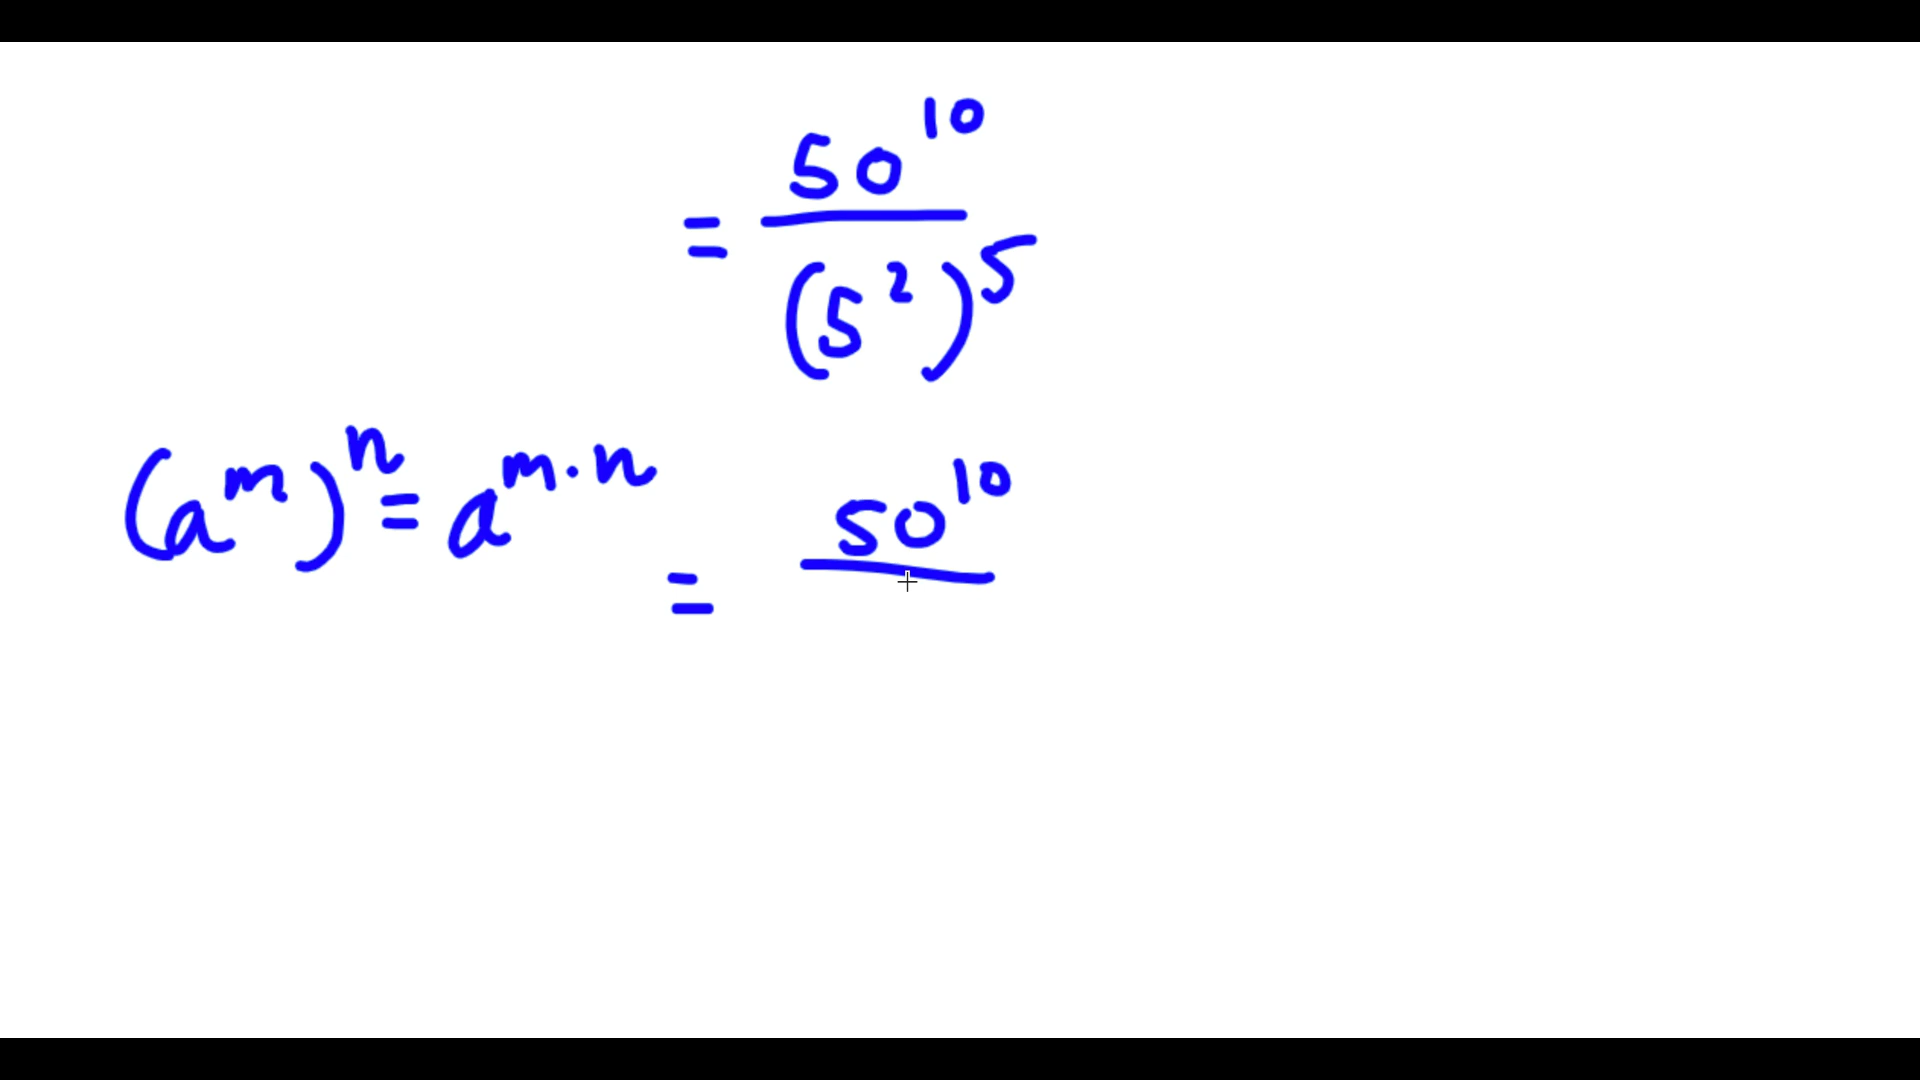 = 50^10 / (5^2)^5
(a^m)^n = a^{m·n}
= 50^10